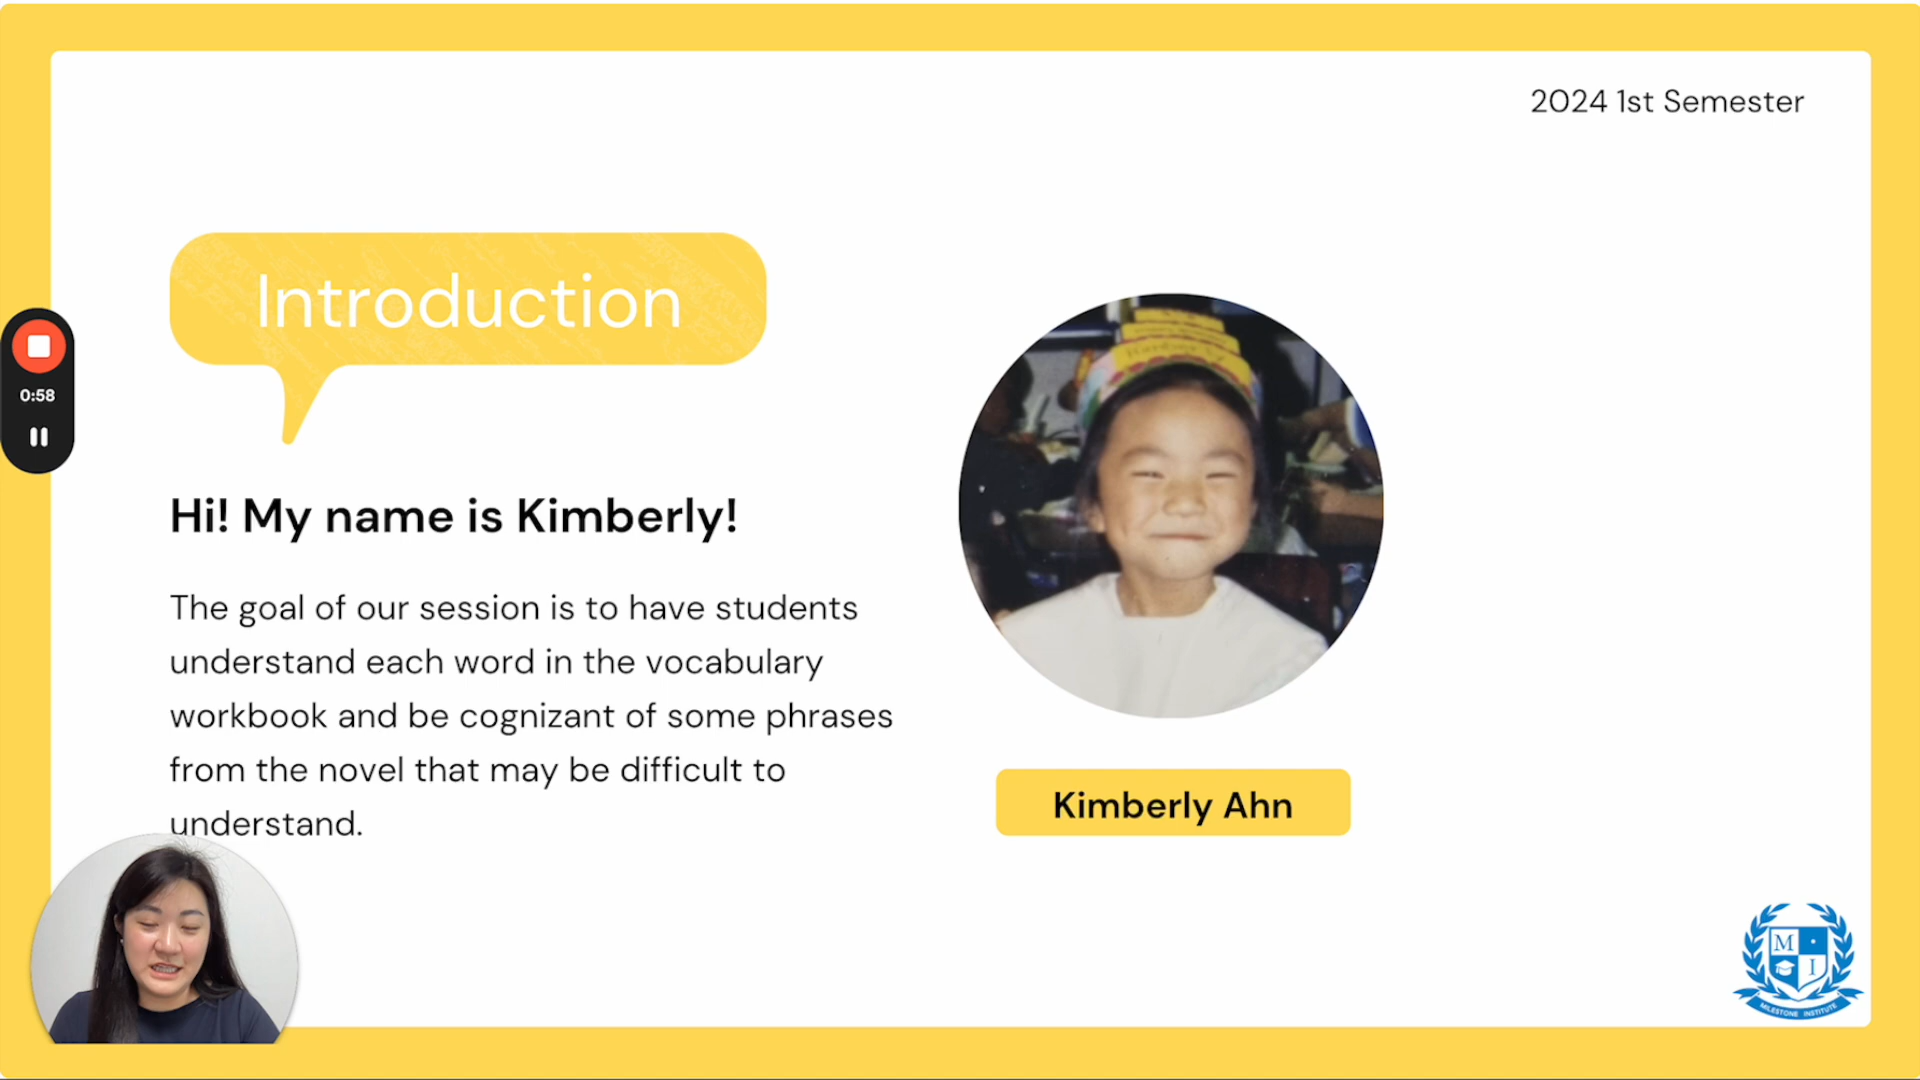 2024 1st Semester
Introduction
0:58
Hi! My name is Kimberly!
The goal of our session is to have students
understand each word in the vocabulary
workbook and be cognizant of some phrases
from the novel that may be difficult to
understand.
Kimberly Ahn
M
I
MILESTONE INSTITUTE